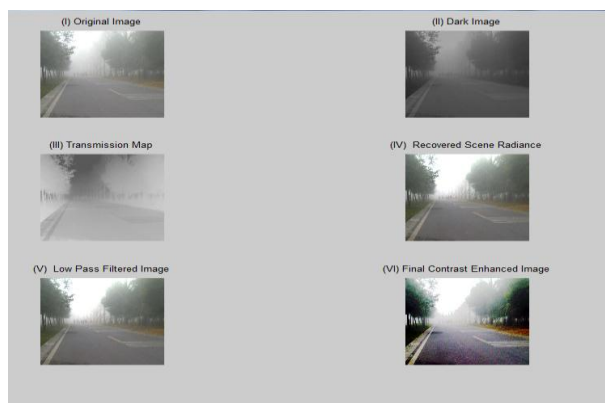 (I) Original Image
(II) Dark Image
(III) Transmission Map
(IV) Recovered Scene Radiance
(V) Low Pass Filtered Image
(VI) Final Contrast Enhanced Image